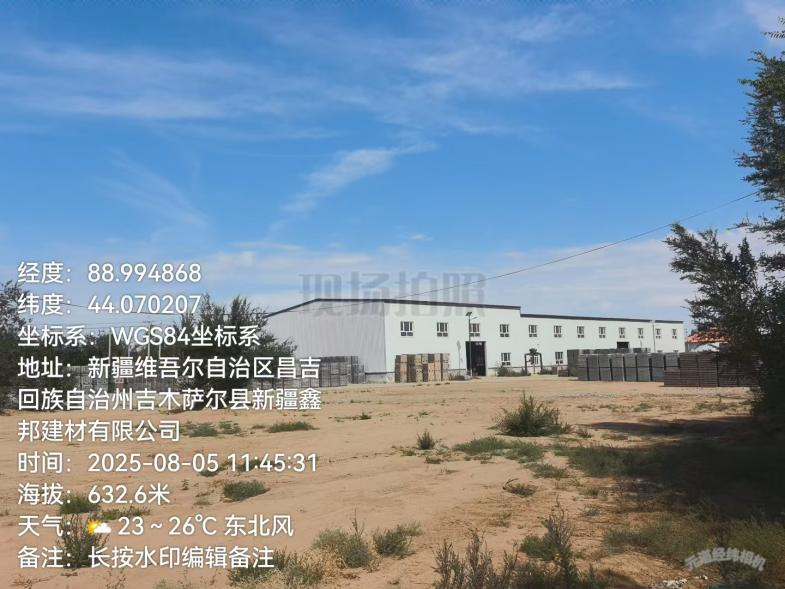 现场拍照
经度：88.994868
纬度：44.070207
坐标系：WGS84坐标系
地址：新疆维吾尔自治区昌吉
回族自治州吉木萨尔县新疆鑫
邦建材有限公司
时间：2025-08-05 11:45:31
海拔：632.6米
天气：23~26℃ 东北风
备注：长按水印编辑备注
元道经纬相机